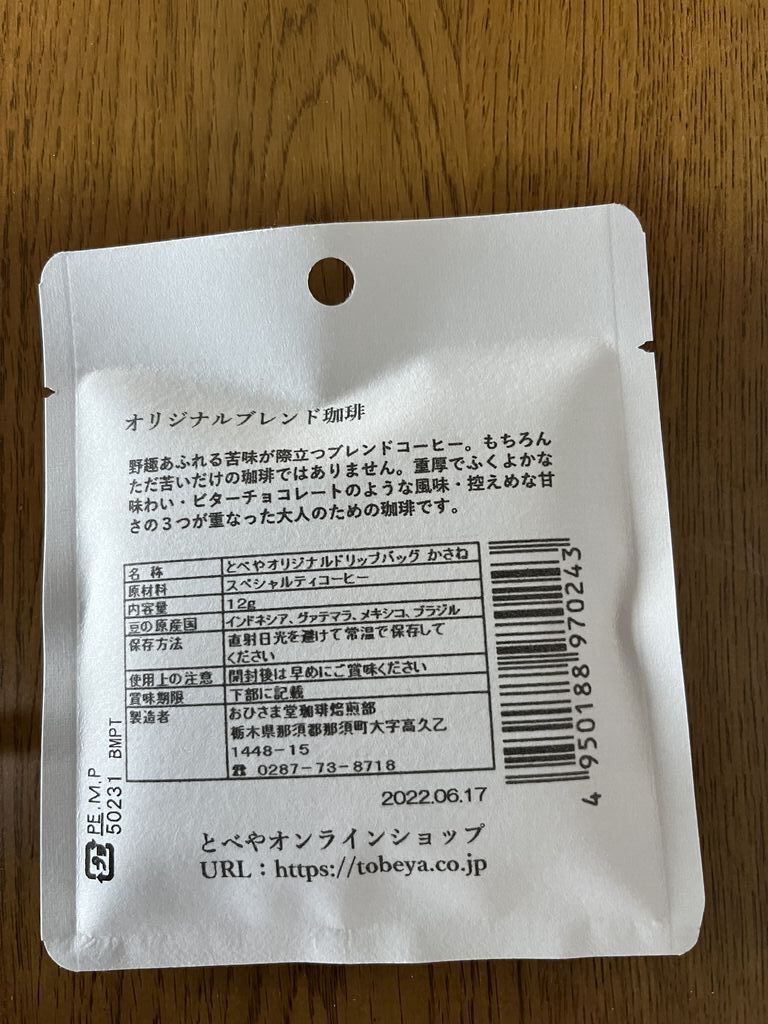 オリジナルブレンド珈琲
野趣あふれる苦味が際立つブレンドコーヒー。もちろん
ただ苦いだけの珈琲ではありません。重厚でふくよかな
味わい・ビターチョコレートのような風味・控えめな甘
さの３つが重なった大人のための珈琲です。
名 称 とべやオリジナルドリップバッグ かさね
原材料 スペシャルティコーヒー
内容量 12g
豆の原産国 インドネシア、グァテマラ、メキシコ、ブラジル
保存方法 直射日光を避けて常温で保存して
ください
使用上の注意 開封後は早めにご賞味ください
賞味期限 下部に記載
製造者 おひさま堂珈琲焙煎部
栃木県那須郡那須町大字高久乙
1448-15
☎ 0287-73-8718
2022.06.17
とべやオンラインショップ
URL：https://tobeya.co.jp
4 950188 970243
プラ
PE.M.P
50231 BMPT